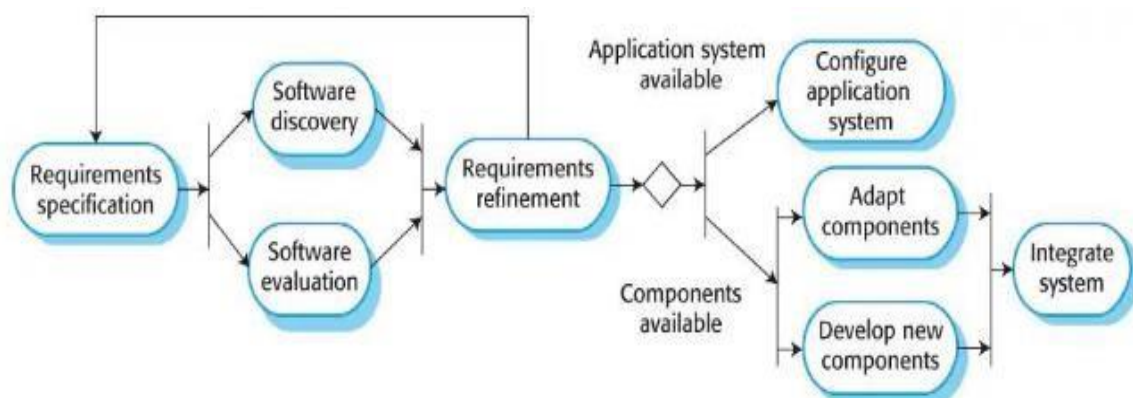 Requirements
specification
Software
discovery
Software
evaluation
Requirements
refinement
Application system
available
Configure
application
system
Components
available
Adapt
components
Develop new
components
Integrate
system